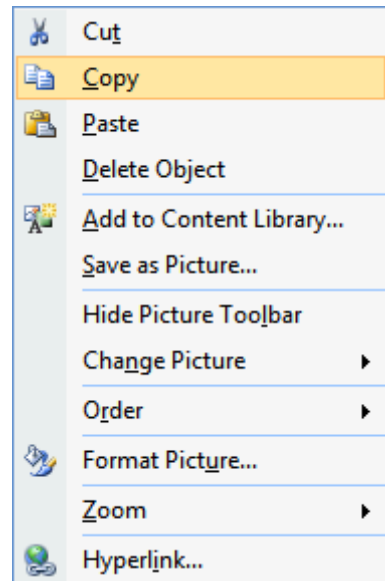 Cut
Copy
Paste
Delete Object
Add to Content Library...
Save as Picture...
Hide Picture Toolbar
Change Picture
Order
Format Picture...
Zoom
Hyperlink...